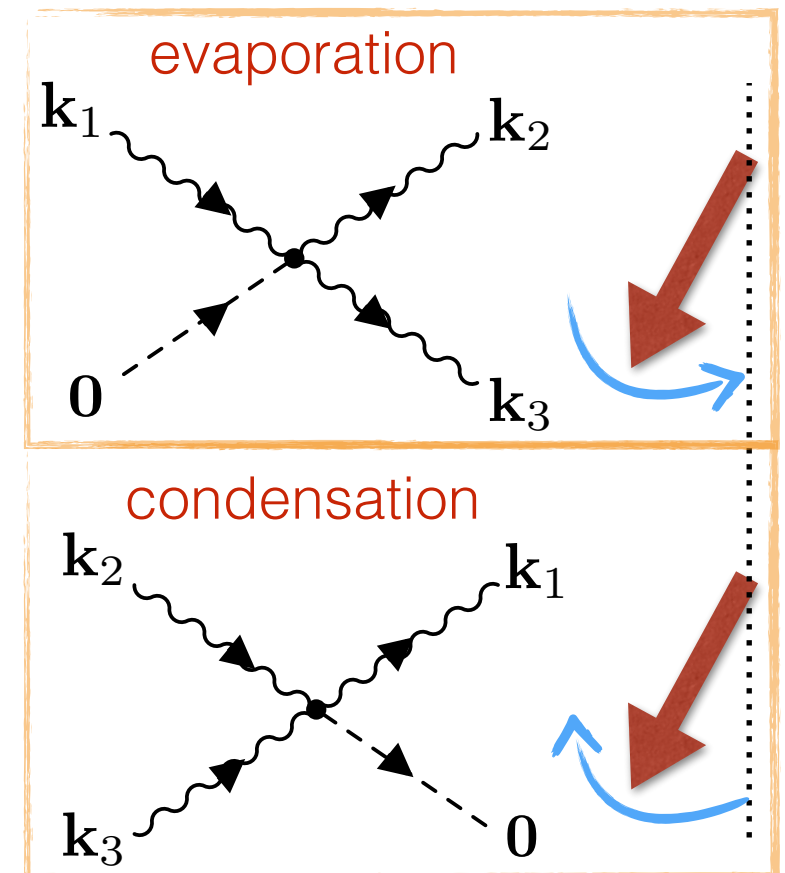 evaporation
k₁
k₂
0
k₃
condensation
k₂
k₁
k₃
0